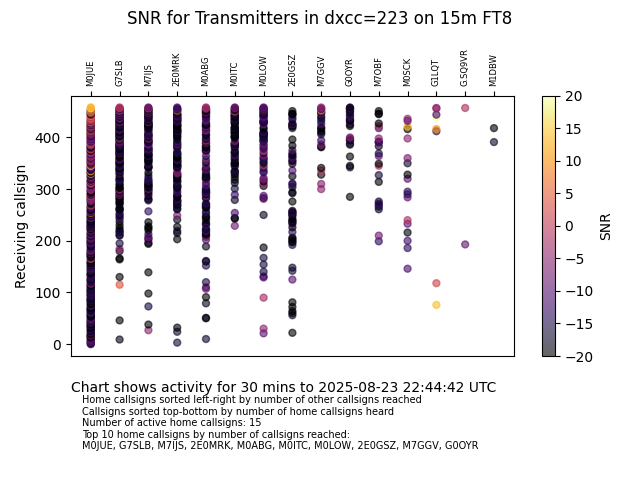 SNR for Transmitters in dxcc=223 on 15m FT8
M0JUE G7SLB M7IJS 2E0MRK M0ABG M0ITC M0LOW 2E0GSZ M7GGV G0OYR M7OBF M0SCK G1LQT G.SQ9VR M1DBW
400
300
200
100
0
Receiving callsign
20
15
10
5
0
−5
−10
−15
−20
SNR
Chart shows activity for 30 mins to 2025-08-23 22:44:42 UTC
Home callsigns sorted left-right by number of other callsigns reached
Callsigns sorted top-bottom by number of home callsigns heard
Number of active home callsigns: 15
Top 10 home callsigns by number of callsigns reached:
M0JUE, G7SLB, M7IJS, 2E0MRK, M0ABG, M0ITC, M0LOW, 2E0GSZ, M7GGV, G0OYR